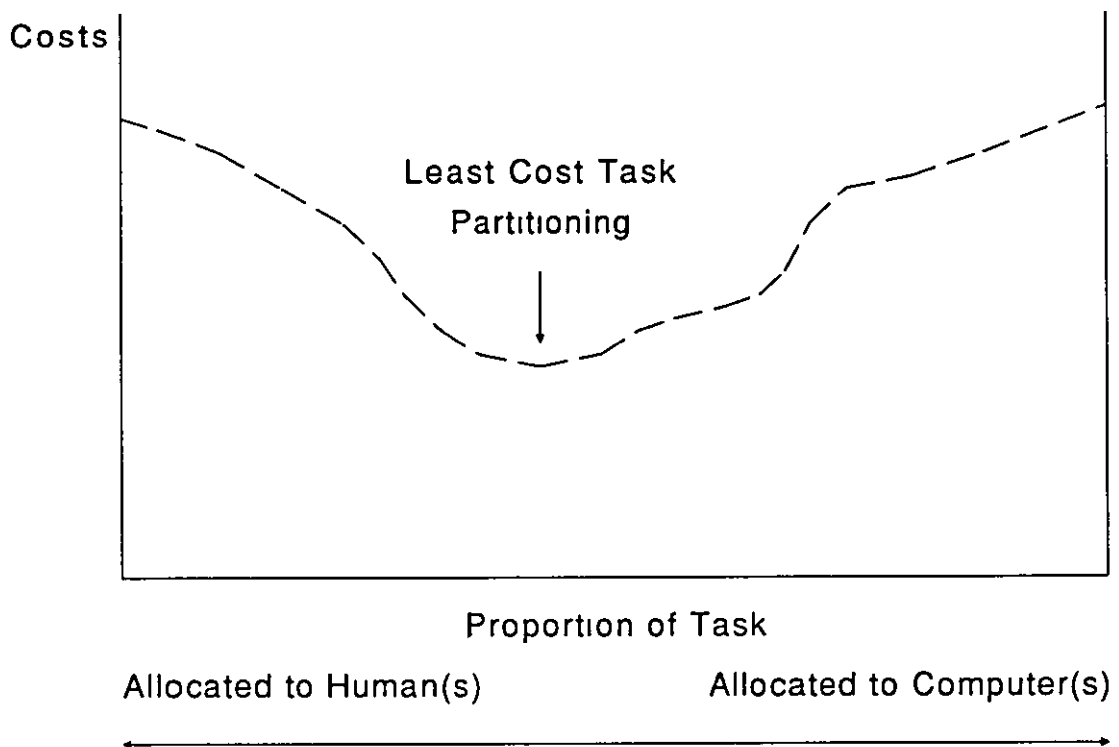 Costs
Least Cost Task
Partitioning
Proportion of Task
Allocated to Human(s) Allocated to Computer(s)